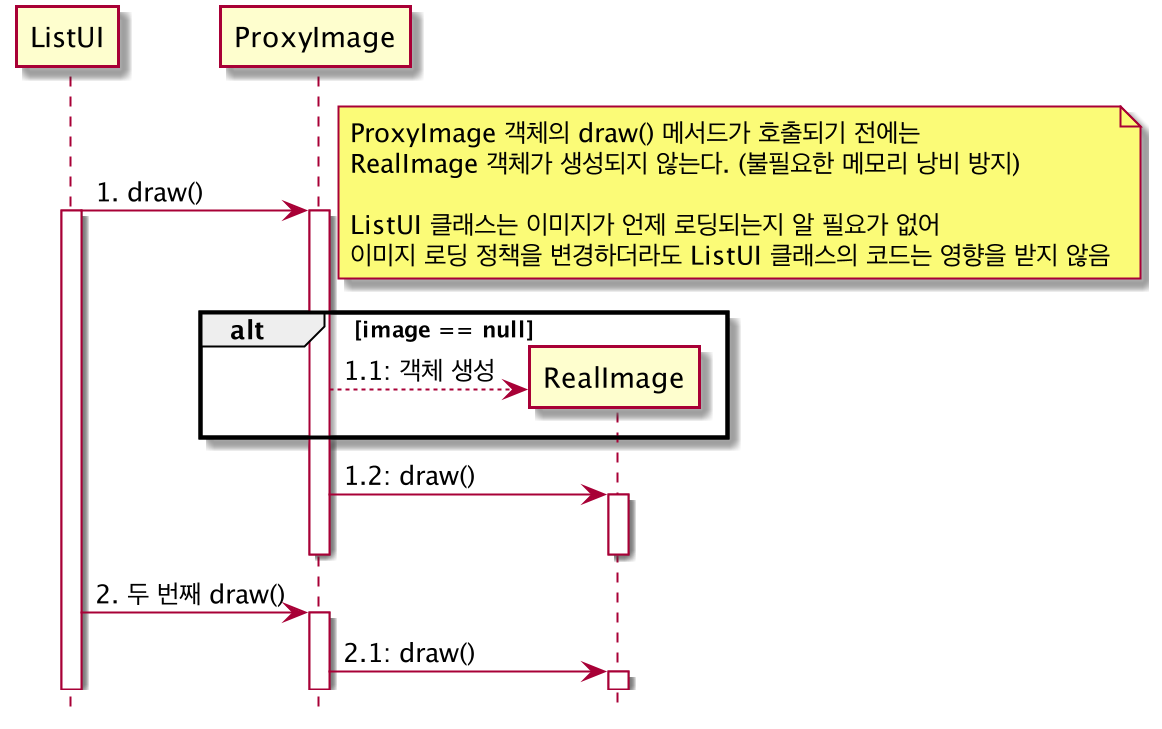 ListUI
ProxyImage
ProxyImage 객체의 draw() 메서드가 호출되기 전에는
RealImage 객체가 생성되지 않는다. (불필요한 메모리 낭비 방지)
ListUI 클래스는 이미지가 언제 로딩되는지 알 필요가 없어
이미지 로딩 정책을 변경하더라도 ListUI 클래스의 코드는 영향을 받지 않음
1. draw()
alt
[image == null]
1.1: 객체 생성
RealImage
1.2: draw()
2. 두 번째 draw()
2.1: draw()